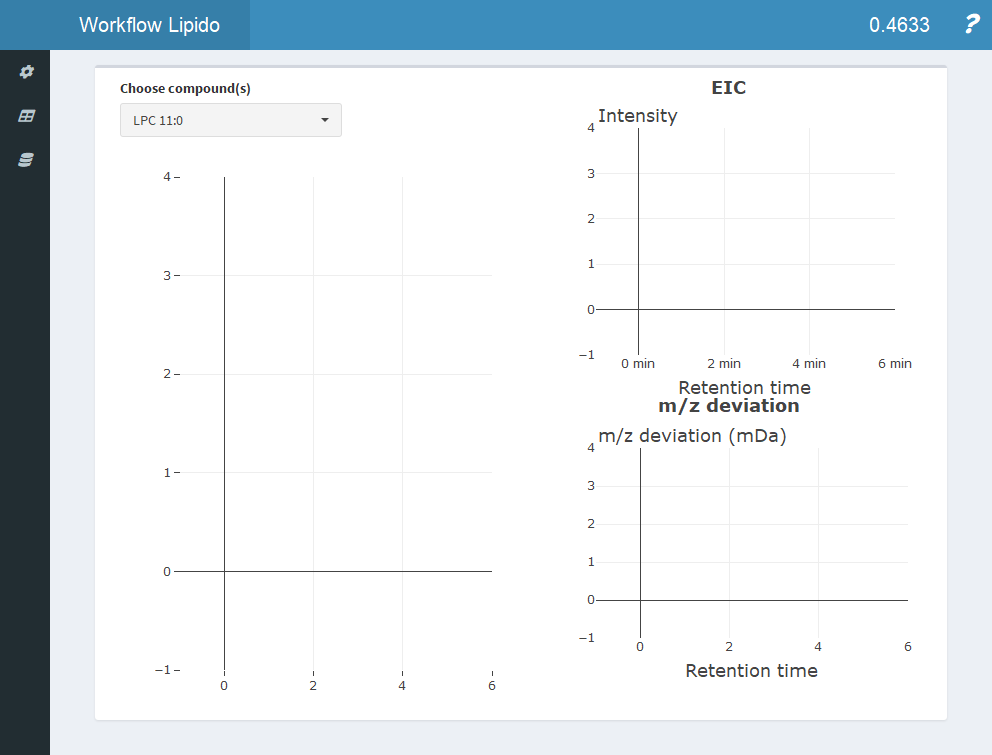 Workflow Lipido
0.4633
?
Choose compound(s)
LPC 11:0
4
3
2
1
0
−1
0 2 4 6
EIC
Intensity
4
3
2
1
0
−1
0 min 2 min 4 min 6 min
Retention time
m/z deviation
m/z deviation (mDa)
4
3
2
1
0
−1
0 2 4 6
Retention time